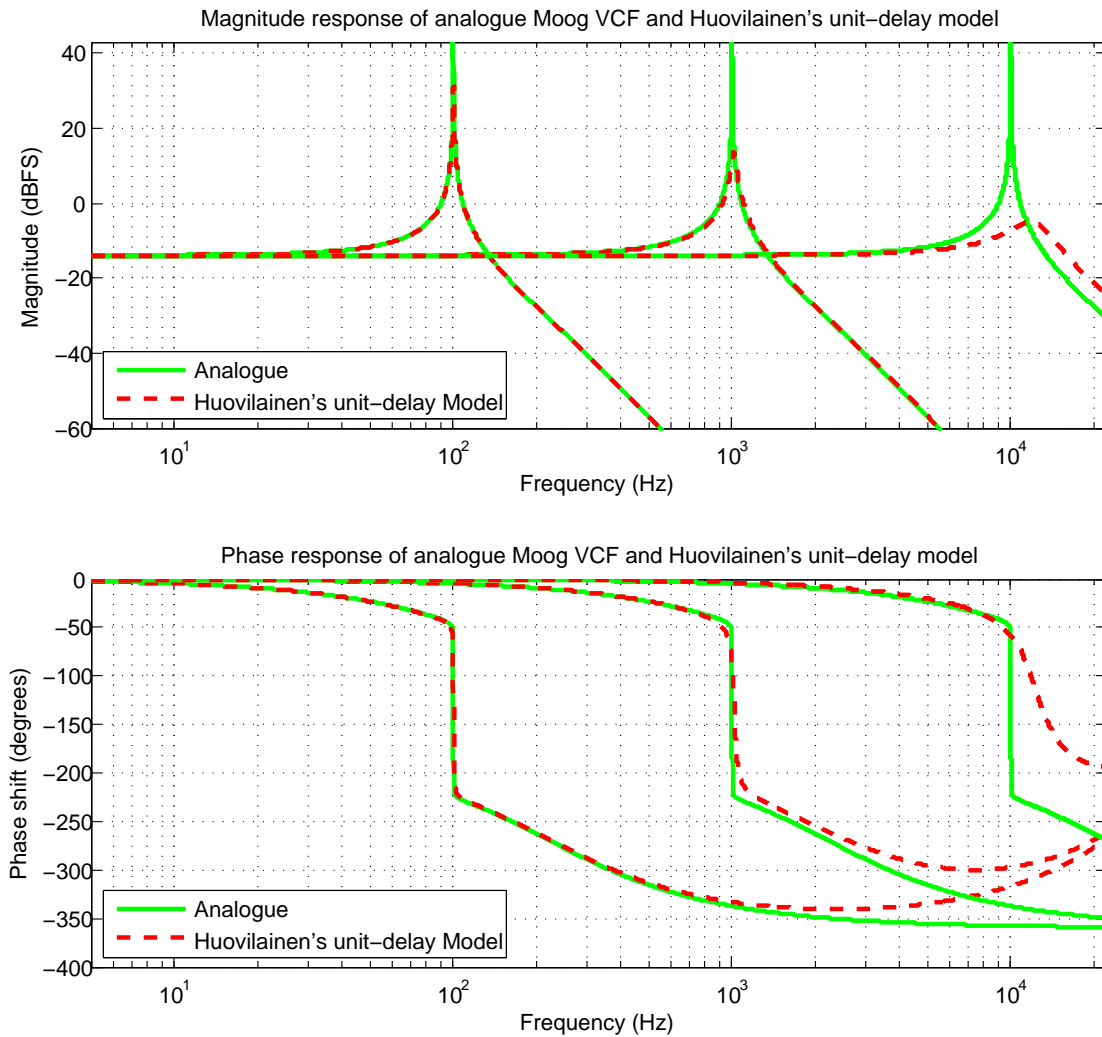 Magnitude response of analogue Moog VCF and Huovilainen's unit−delay model
40
20
0
−20
−40
−60
Magnitude (dBFS)
Analogue
Huovilainen's unit−delay Model
10^1
10^2
10^3
10^4
Frequency (Hz)
Phase response of analogue Moog VCF and Huovilainen's unit−delay model
0
−50
−100
−150
−200
−250
−300
−350
−400
Phase shift (degrees)
Analogue
Huovilainen's unit−delay Model
10^1
10^2
10^3
10^4
Frequency (Hz)